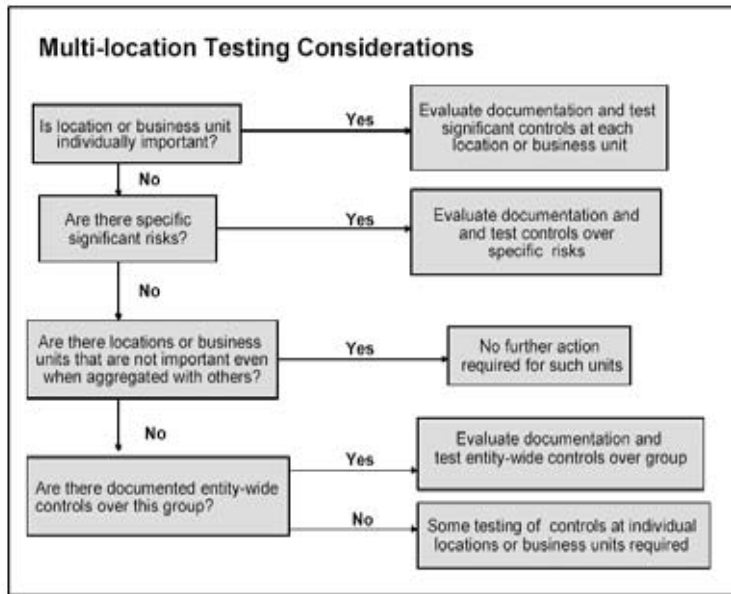 Multi-location Testing Considerations
Is location or business unit
individually important?
Yes
Evaluate documentation and test
significant controls at each
location or business unit
No
Are there specific
significant risks?
Yes
Evaluate documentation and
and test controls over
specific risks
No
Are there locations or business
units that are not important even
when aggregated with others?
Yes
No further action
required for such units
No
Are there documented entity-wide
controls over this group?
Yes
Evaluate documentation and
test entity-wide controls over group
No
Some testing of controls at individual
locations or business units required